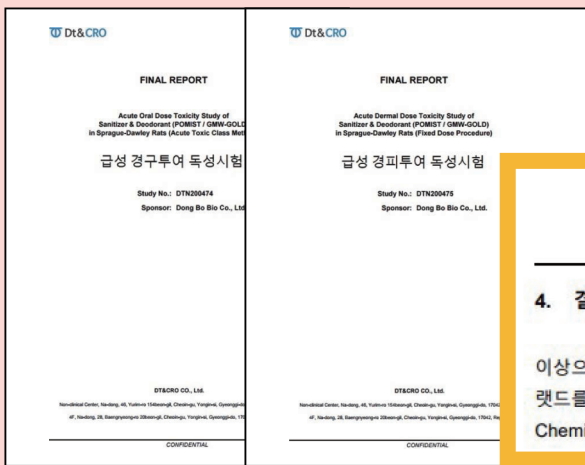 Dt&CRO
FINAL REPORT
Acute Oral Dose Toxicity Study of
Sanitizer & Deodorant (POMIST / GMW-GOLD
in Sprague-Dawley Rats (Acute Toxic Class Met
급성 경구투여 독성시험
Study No.: DTN200474
Sponsor: Dong Bo Bio Co., Ltd
DT&CRO CO., Ltd.
CONFIDENTIAL
Dt&CRO
FINAL REPORT
Acute Dermal Dose Toxicity Study of
Sanitizer & Deodorant (POMIST / GMW-GOLD)
in Sprague-Dawley Rats (Fixed Dose Procedure)
급성 경피투여 독성시험
Study No.: DTN200475
Sponsor: Dong Bo Bio Co., Ltd.
DT&CRO CO., Ltd.
CONFIDENTIAL
4.
이상으
랫드를
Chemi